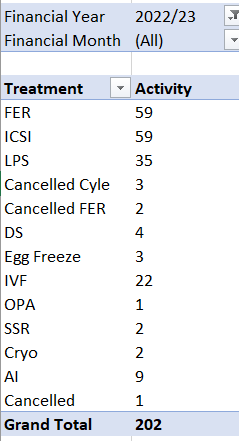 Financial Year 2022/23
Financial Month (All)
Treatment Activity
FER 59
ICSI 59
LPS 35
Cancelled Cyle 3
Cancelled FER 2
DS 4
Egg Freeze 3
IVF 22
OPA 1
SSR 2
Cryo 2
AI 9
Cancelled 1
Grand Total 202